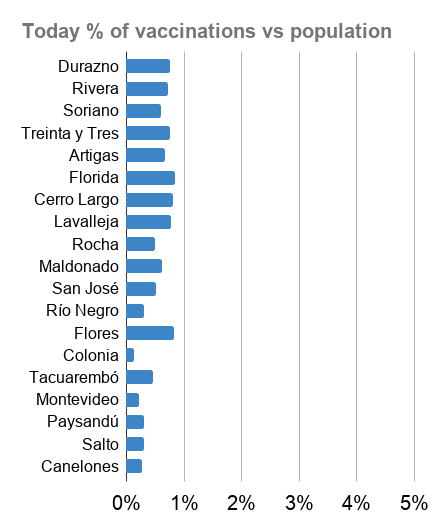 Today % of vaccinations vs population
Durazno
Rivera
Soriano
Treinta y Tres
Artigas
Florida
Cerro Largo
Lavalleja
Rocha
Maldonado
San José
Río Negro
Flores
Colonia
Tacuarembó
Montevideo
Paysandú
Salto
Canelones
0% 1% 2% 3% 4% 5%